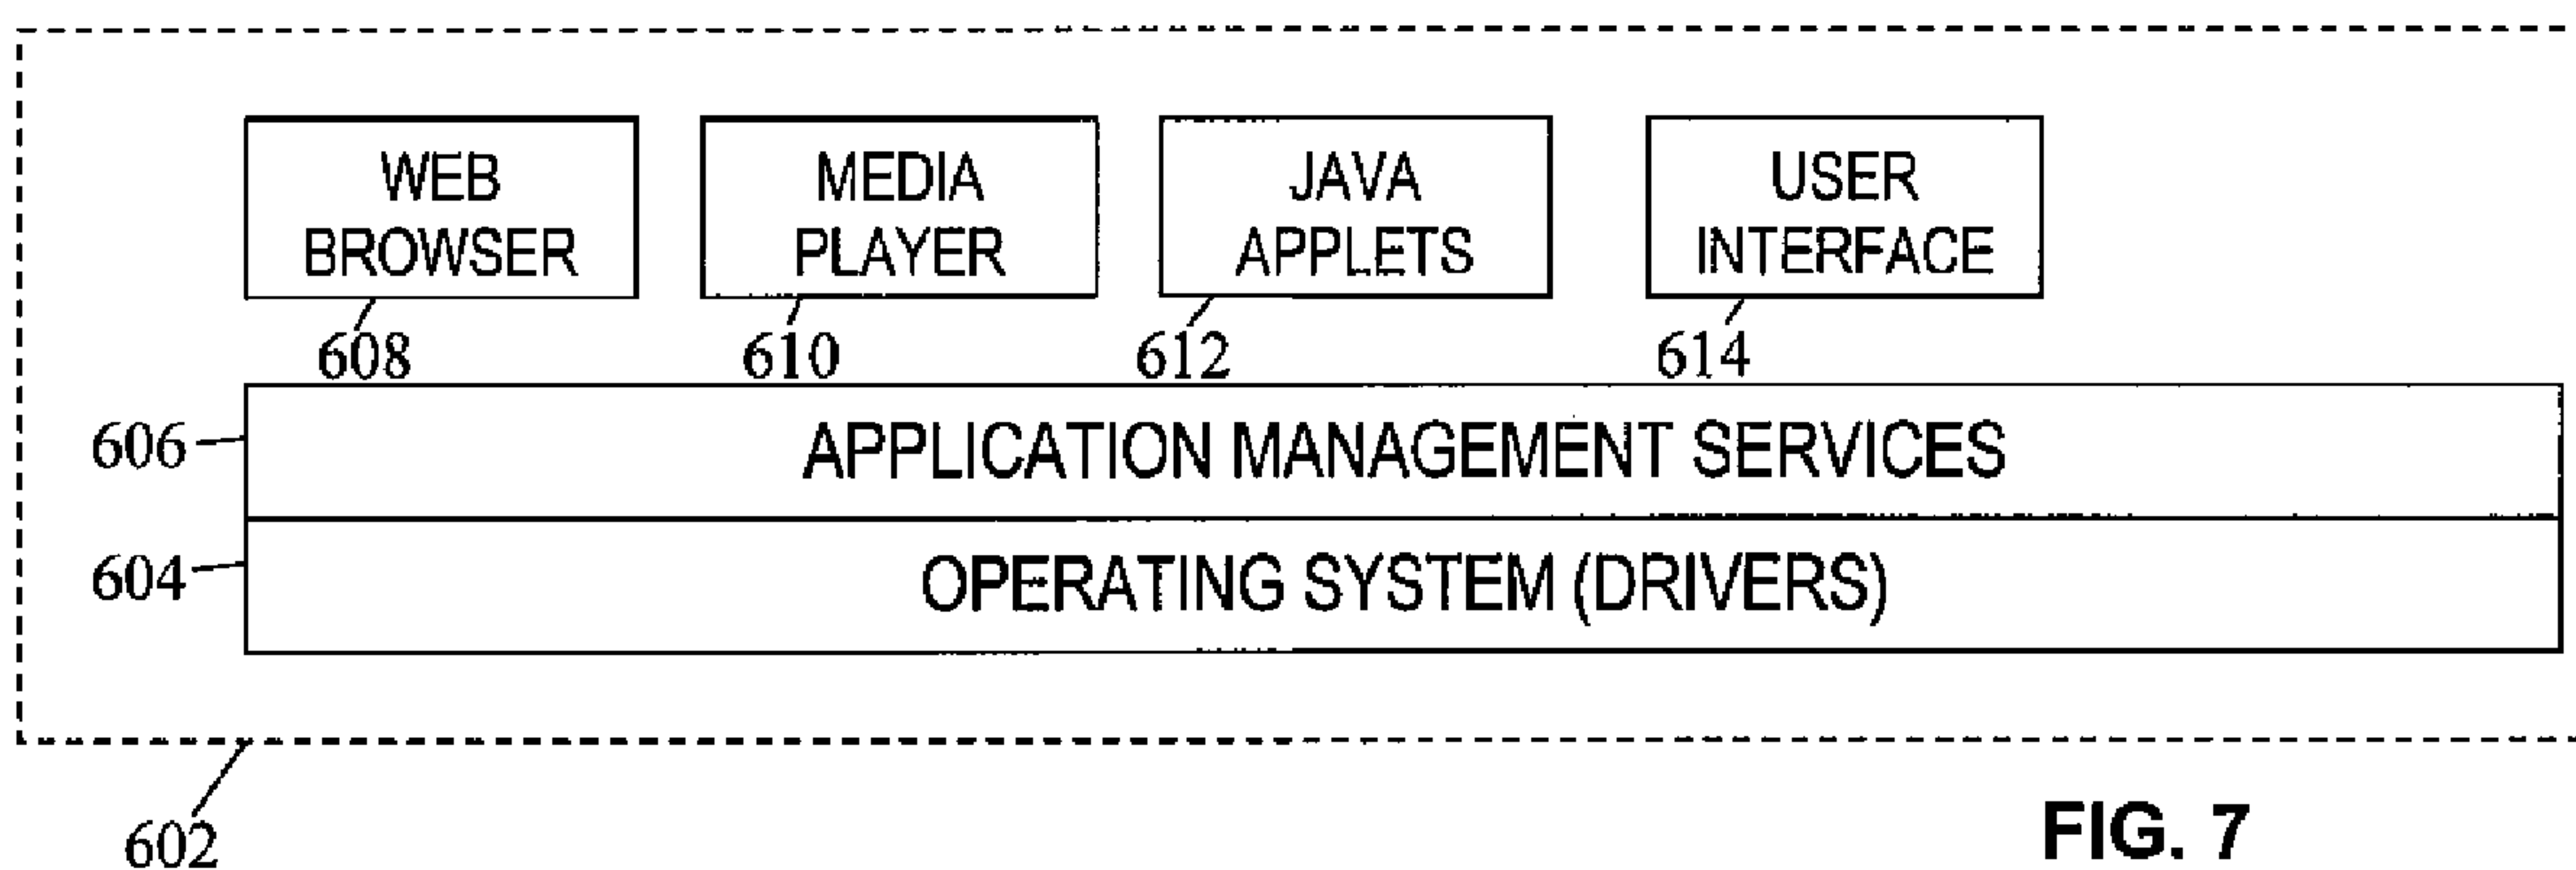 WEB
BROWSER
MEDIA
PLAYER
JAVA
APPLETS
USER
INTERFACE
608
610
612
614
606
APPLICATION MANAGEMENT SERVICES
604
OPERATING SYSTEM (DRIVERS)
602
FIG. 7